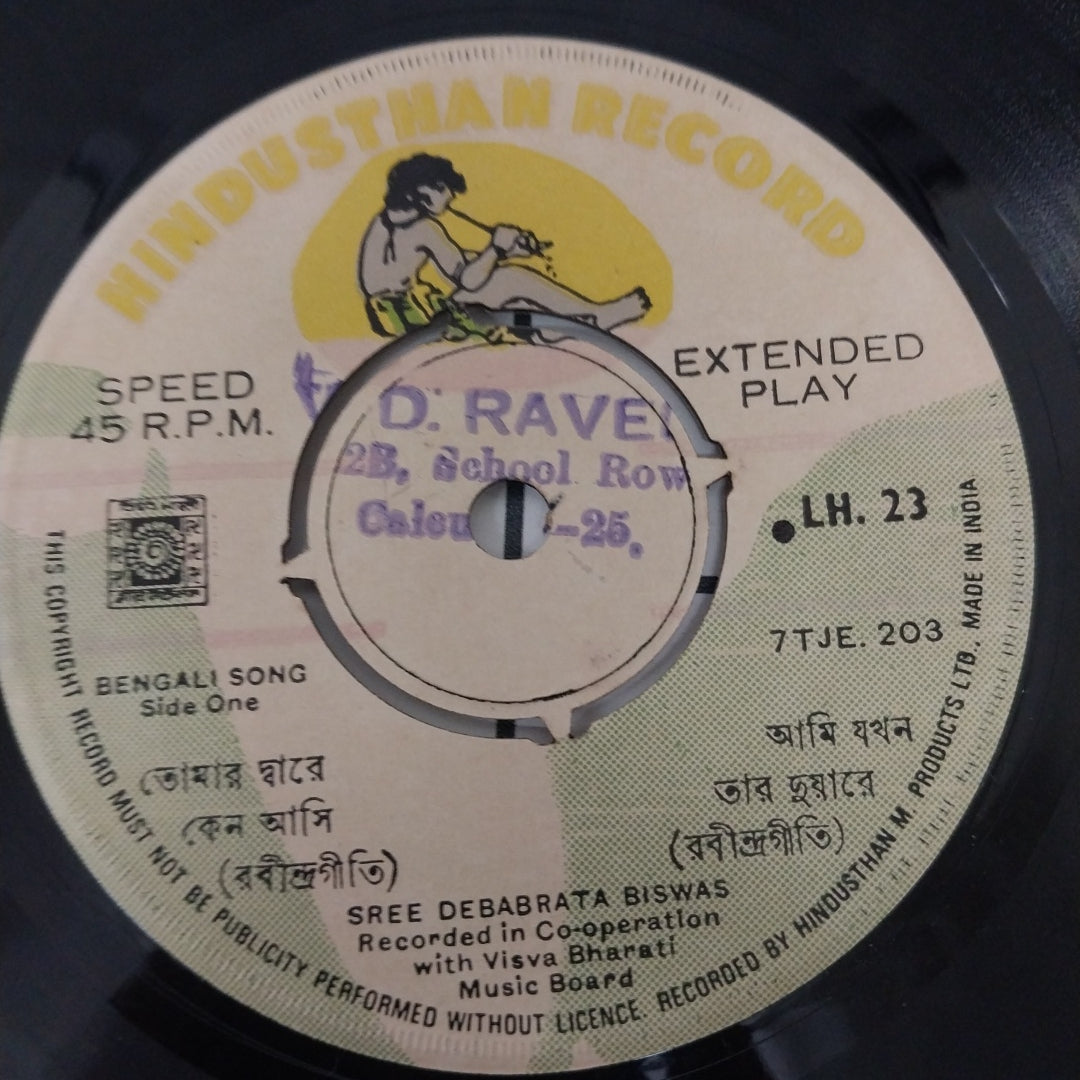 HINDUSTHAN RECORD
SPEED
45 R.P.M.
EXTENDED
PLAY
D. RAVE
2B, School Row
-25,
LH. 23
7TJE. 203
BENGALI SONG
Side One
তোমার দ্বারে
কেন আসি
(রবীন্দ্রগীতি)
আমি যখন
তার দুয়ারে
(রবীন্দ্রগীতি)
SREE DEBABRATA BISWAS
Recorded in Co-operation
with Visva Bharati
Music Board
THIS COPYRIGHT RECORD MUST NOT BE PUBLICITY PERFORMED WITHOUT LICENCE. RECORDED BY HINDUSTHAN M. PRODUCTS LTD., MADE IN INDIA